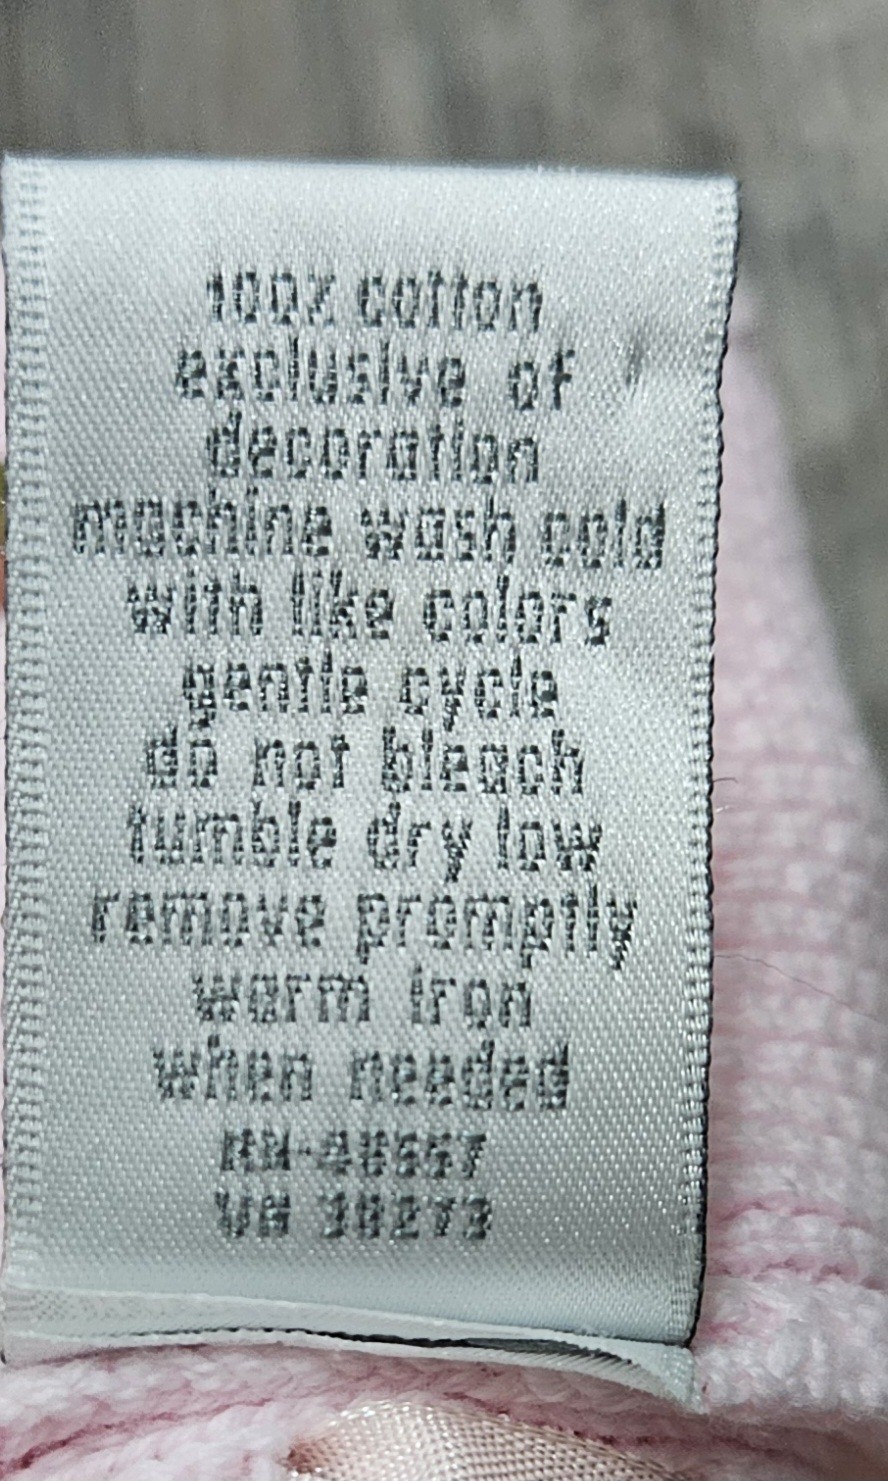 100% cotton
exclusive of
decoration
machine wash cold
with like colors
gentle cycle
do not bleach
tumble dry low
remove promptly
warm iron
when needed